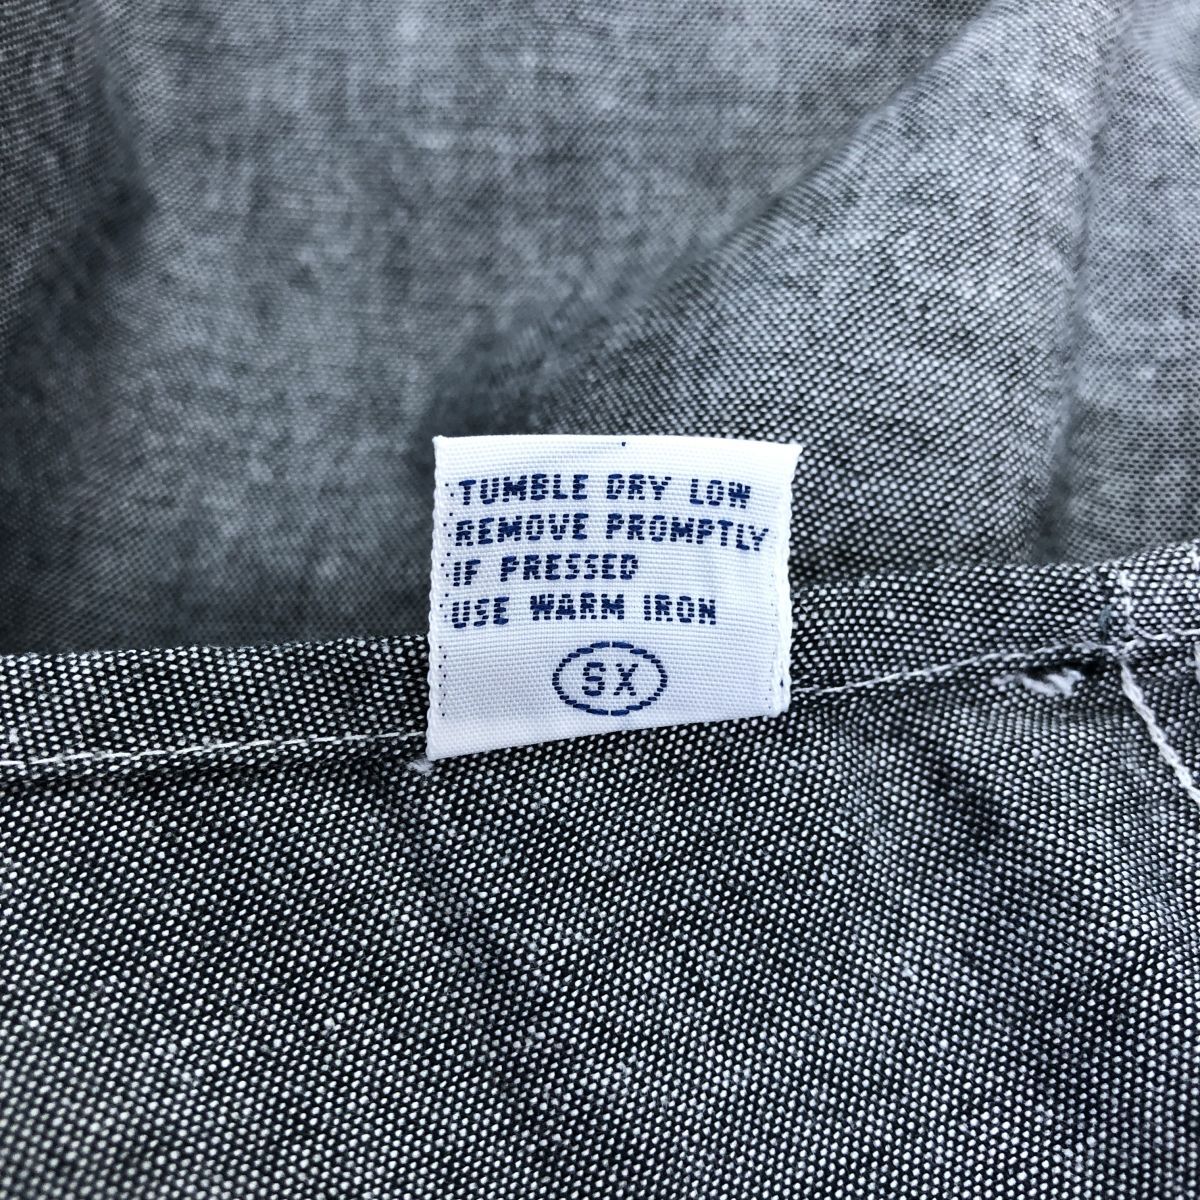 TUMBLE DRY LOW
REMOVE PROMPTLY
IF PRESSED
USE WARM IRON
SX